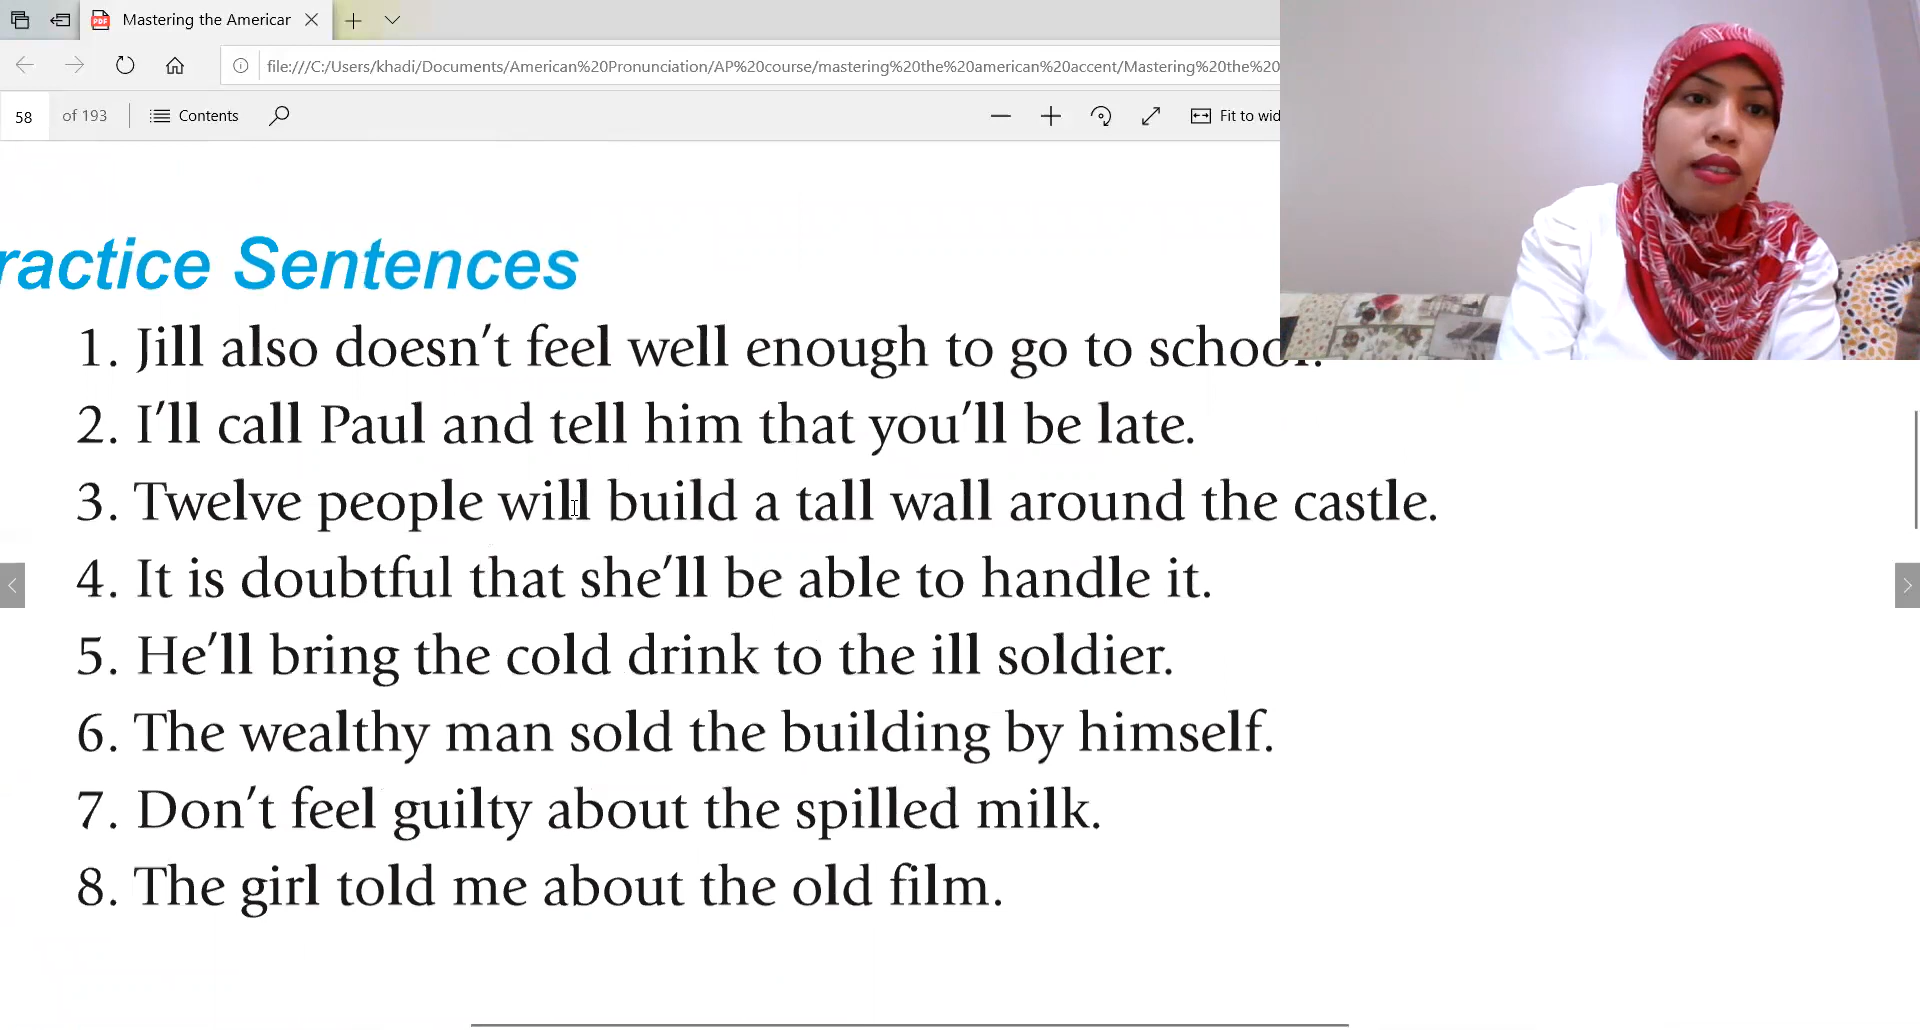 Mastering the Americar
file:///C:/Users/khadi/Documents/American%20Pronunciation/AP%20course/mastering%20the%20american%20accent/Mastering%20the%20
58 of 193 Contents Fit to wid
ractice Sentences
1. Jill also doesn't feel well enough to go to school.
2. I'll call Paul and tell him that you'll be late.
3. Twelve people will build a tall wall around the castle.
4. It is doubtful that she'll be able to handle it.
5. He'll bring the cold drink to the ill soldier.
6. The wealthy man sold the building by himself.
7. Don't feel guilty about the spilled milk.
8. The girl told me about the old film.